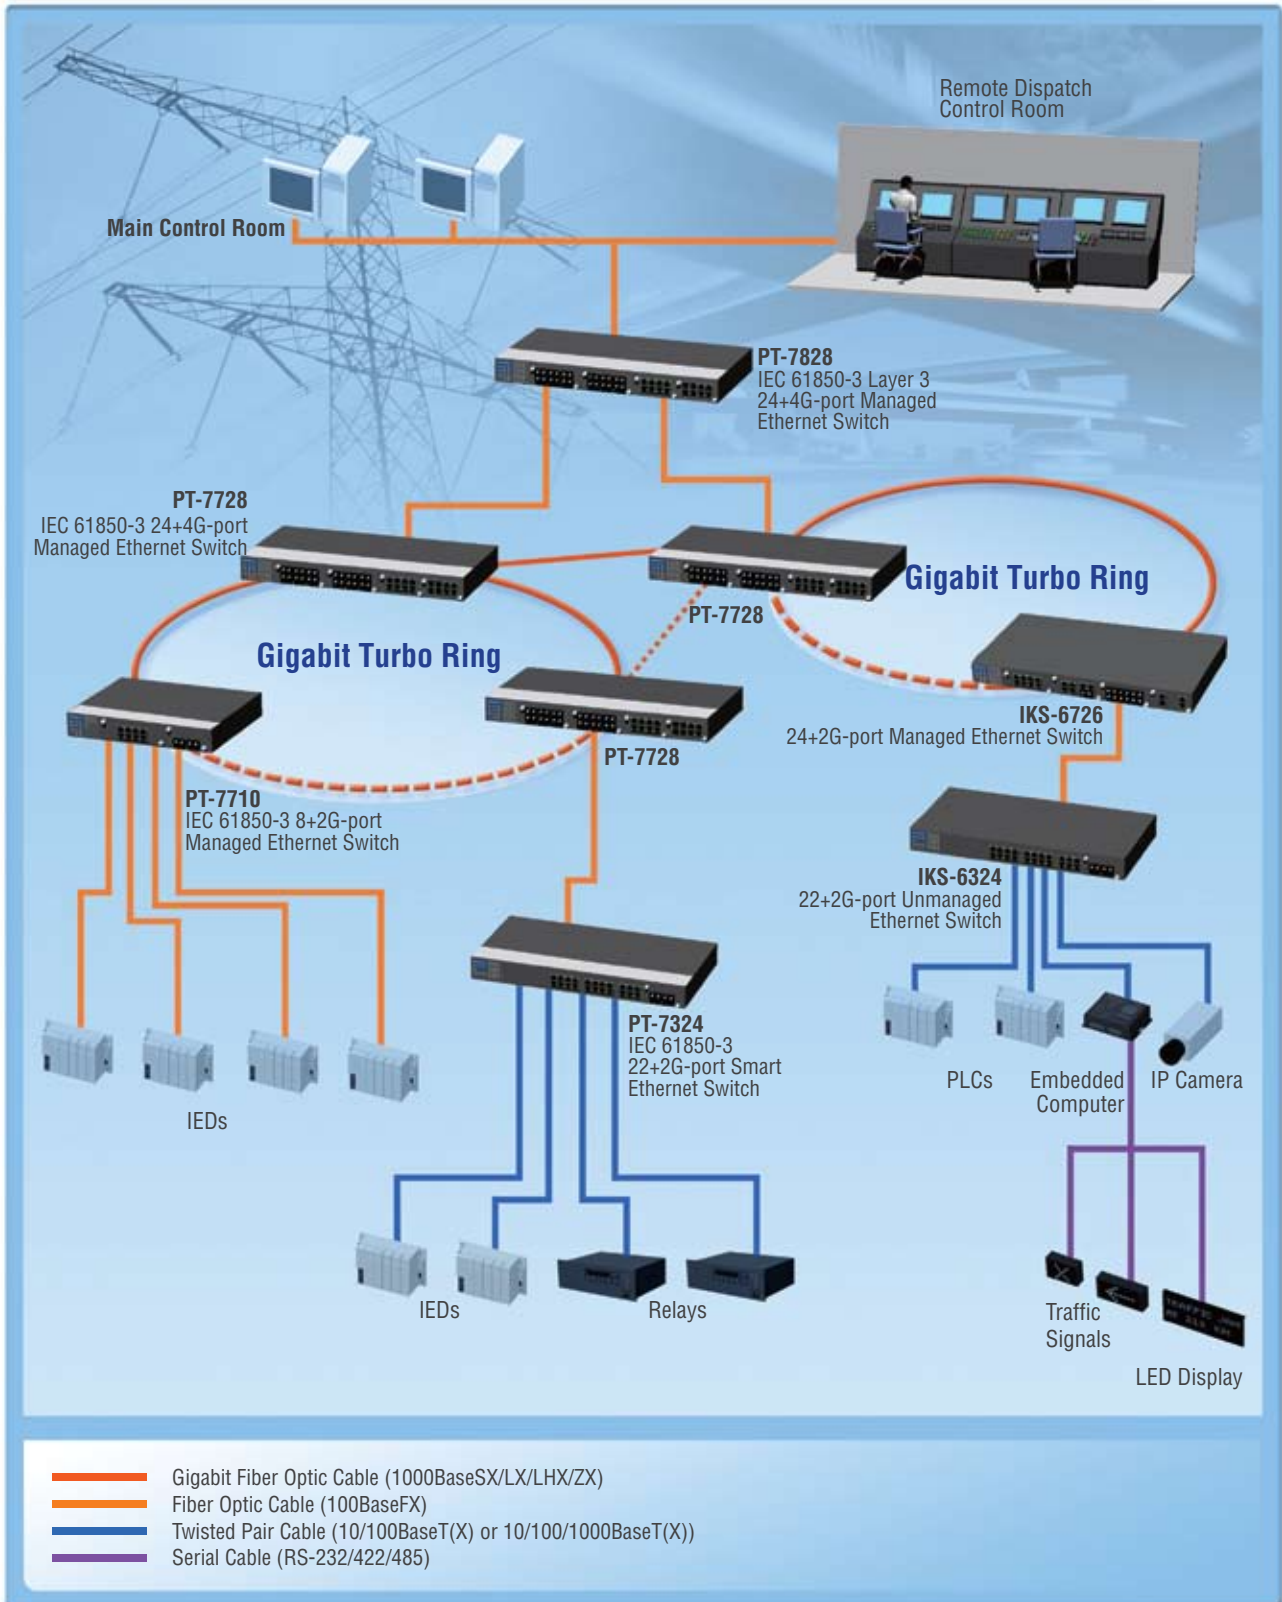 Remote Dispatch
Control Room
Main Control Room
PT-7828
IEC 61850-3 Layer 3
24+4G-port Managed
Ethernet Switch
PT-7728
IEC 61850-3 24+4G-port
Managed Ethernet Switch
Gigabit Turbo Ring
PT-7728
Gigabit Turbo Ring
IKS-6726
24+2G-port Managed Ethernet Switch
PT-7728
PT-7710
IEC 61850-3 8+2G-port
Managed Ethernet Switch
IKS-6324
22+2G-port Unmanaged
Ethernet Switch
PT-7324
IEC 61850-3
22+2G-port Smart
Ethernet Switch
PLCs
Embedded
Computer
IP Camera
IEDs
IEDs
Relays
Traffic
Signals
TRAFFIC JAM
LED Display
Gigabit Fiber Optic Cable (1000BaseSX/LX/LHX/ZX)
Fiber Optic Cable (100BaseFX)
Twisted Pair Cable (10/100BaseT(X) or 10/100/1000BaseT(X))
Serial Cable (RS-232/422/485)